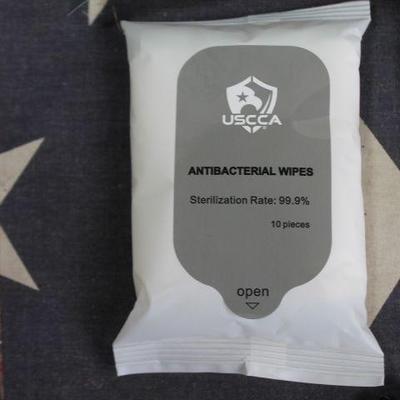 USCCA
ANTIBACTERIAL WIPES
Sterilization Rate: 99.9%
10 pieces
open